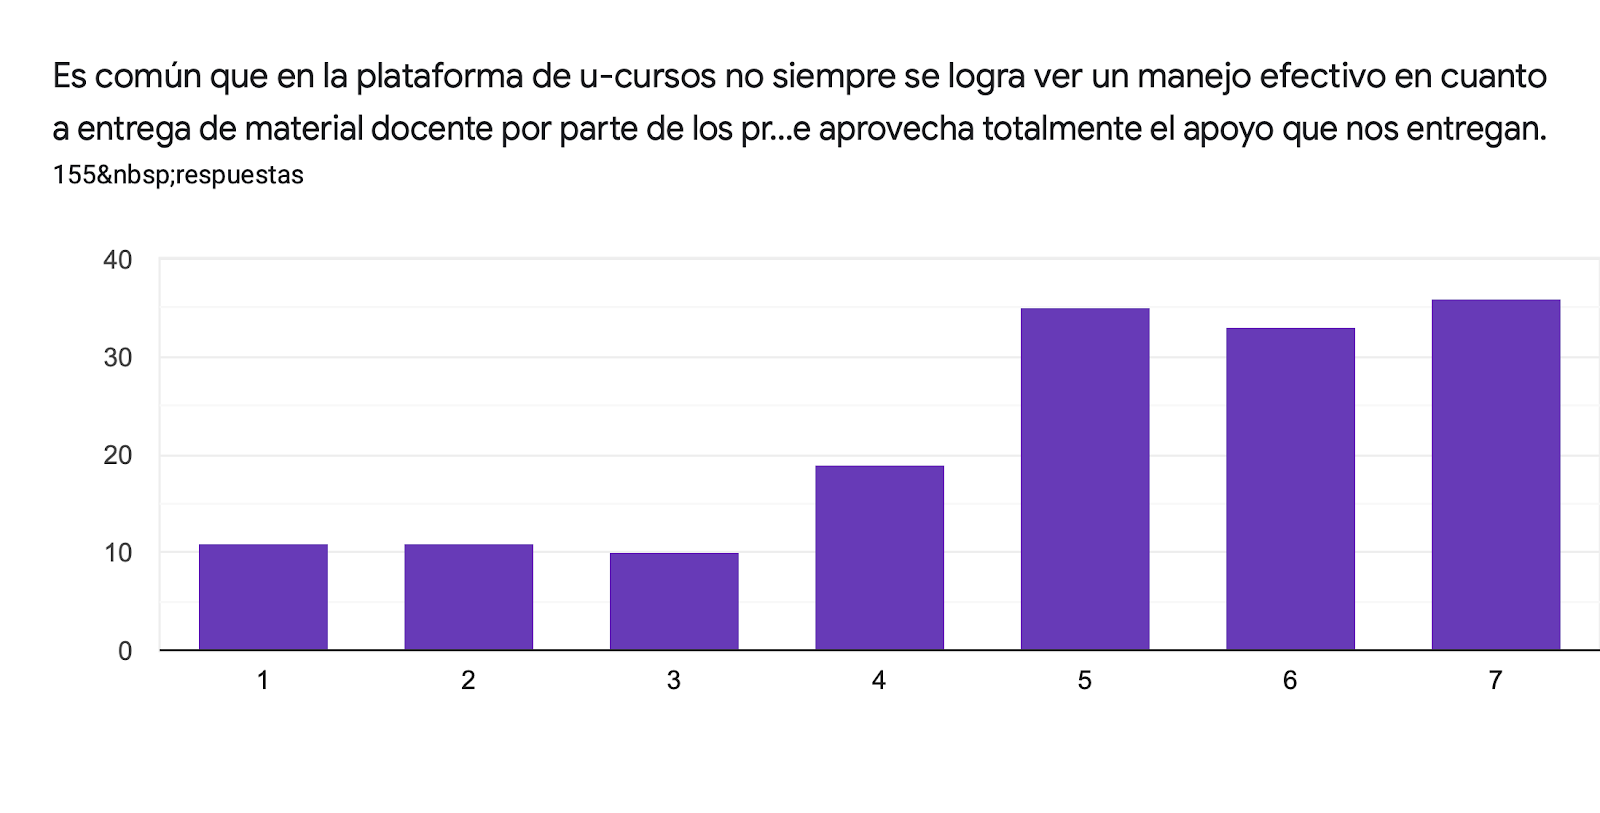 Es común que en la plataforma de u-cursos no siempre se logra ver un manejo efectivo en cuanto
a entrega de material docente por parte de los pr...e aprovecha totalmente el apoyo que nos entregan.
155&nbsp;respuestas
40
30
20
10
0
1 2 3 4 5 6 7